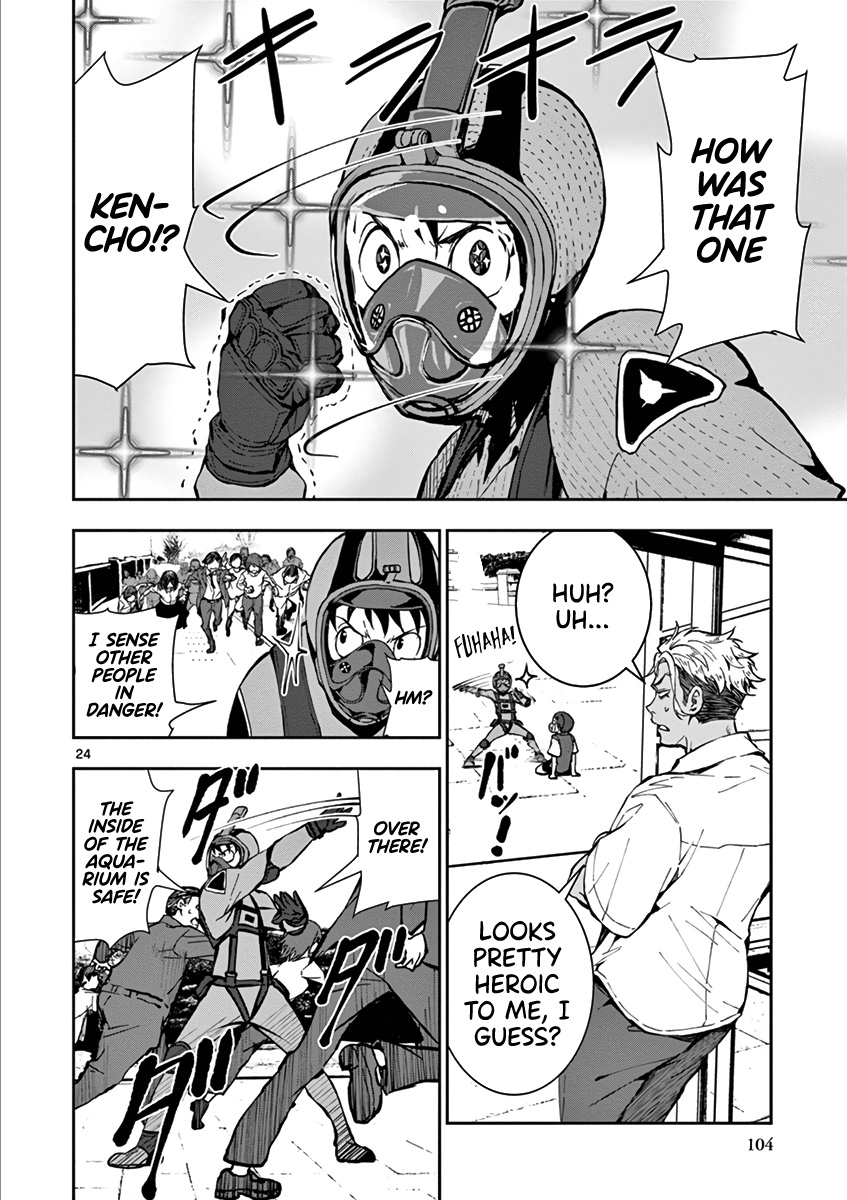 キラキラ
HOW
WAS
THAT
ONE
KEN-
CHO!?
HUH?
UH...
FUHAHA!
バッ!
LOOKS
PRETTY
HEROIC
TO ME, I
GUESS?
HM?
I SENSE
OTHER
PEOPLE
IN
DANGER!
24
OVER
THERE!
THE
INSIDE
OF THE
AQUA-
RIUM IS
SAFE!
ダ
ダ
ダ
104